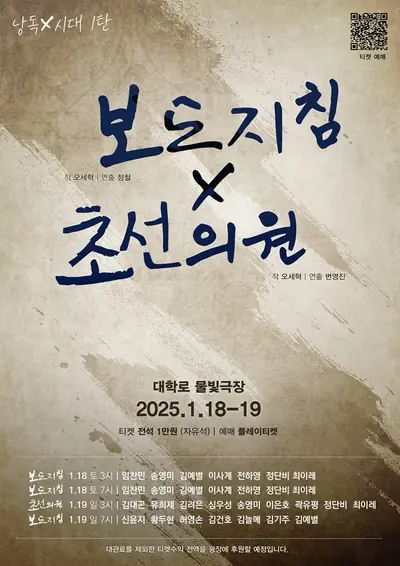 낭독X시대 1탄
티켓 예매
보도지침
작 오세혁 | 연출 정철
X
초선의원
작 오세혁 | 연출 변영진
대학로 물빛극장
2025.1.18-19
티켓 전석 1만원 (자유석) | 예매 플레이티켓
보도지침 1.18 토 3시 | 임찬민 송영미 김예별 이사계 전하영 정단비 최이레
보도지침 1.18 토 7시 | 임찬민 송영미 김예별 이사계 전하영 정단비 최이레
초선의원 1.19 일 3시 | 김대곤 유희제 김려은 심우성 송영미 이은호 곽유평 정단비 최이레
보도지침 1.19 일 7시 | 신윤지 황두현 허영손 김건호 김늘메 김기주 김예별
대관료를 제외한 티켓수익 전액을 광장에 후원할 예정입니다.